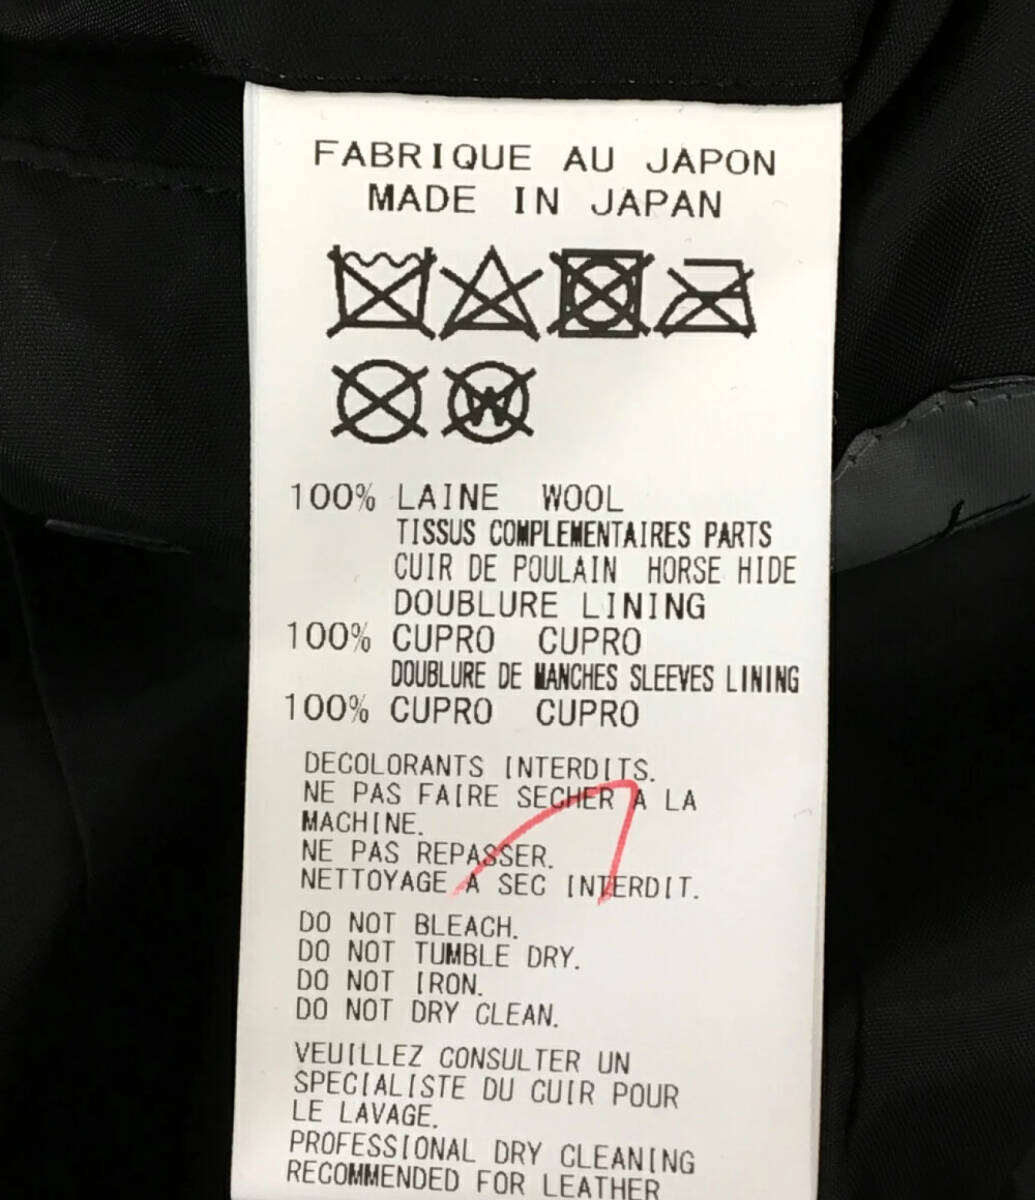 FABRIQUE AU JAPON
MADE IN JAPAN
W
100% LAINE WOOL
TISSUS COMPLEMENTAIRES PARTS
CUIR DE POULAIN HORSE HIDE
DOUBLURE LINING
100% CUPRO CUPRO
DOUBLURE DE MANCHES SLEEVES LINING
100% CUPRO CUPRO
DECOLORANTS INTERDITS.
NE PAS FAIRE SECHER A LA
MACHINE.
NE PAS REPASSER.
NETTOYAGE A SEC INTERDIT.
DO NOT BLEACH.
DO NOT TUMBLE DRY.
DO NOT IRON.
DO NOT DRY CLEAN.
VEUILLEZ CONSULTER UN
SPECIALISTE DU CUIR POUR
LE LAVAGE.
PROFESSIONAL DRY CLEANING
RECOMMENDED FOR LEATHER